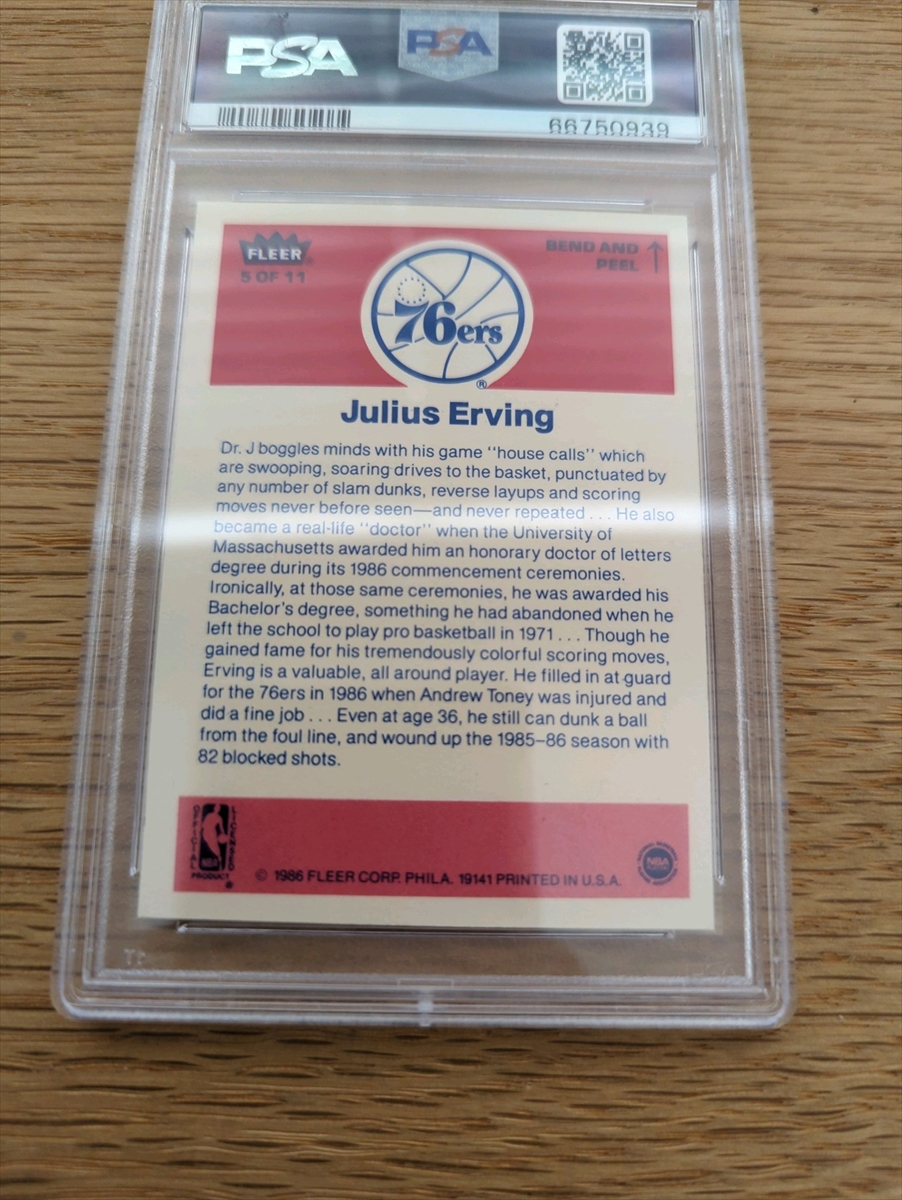 PSA PSA
66750939
FLEER
5 OF 11
BEND AND
PEEL
76ers
®
Julius Erving
Dr. J boggles minds with his game "house calls" which
are swooping, soaring drives to the basket, punctuated by
any number of slam dunks, reverse layups and scoring
moves never before seen—and never repeated . . . He also
became a real-life "doctor" when the University of
Massachusetts awarded him an honorary doctor of letters
degree during its 1986 commencement ceremonies.
Ironically, at those same ceremonies, he was awarded his
Bachelor's degree, something he had abandoned when he
left the school to play pro basketball in 1971 . . . Though he
gained fame for his tremendously colorful scoring moves,
Erving is a valuable, all around player. He filled in at guard
for the 76ers in 1986 when Andrew Toney was injured and
did a fine job . . . Even at age 36, he still can dunk a ball
from the foul line, and wound up the 1985–86 season with
82 blocked shots.
OFFICIAL LICENSED
NBA
PRODUCT
NBA
© 1986 FLEER CORP. PHILA. 19141 PRINTED IN U.S.A.